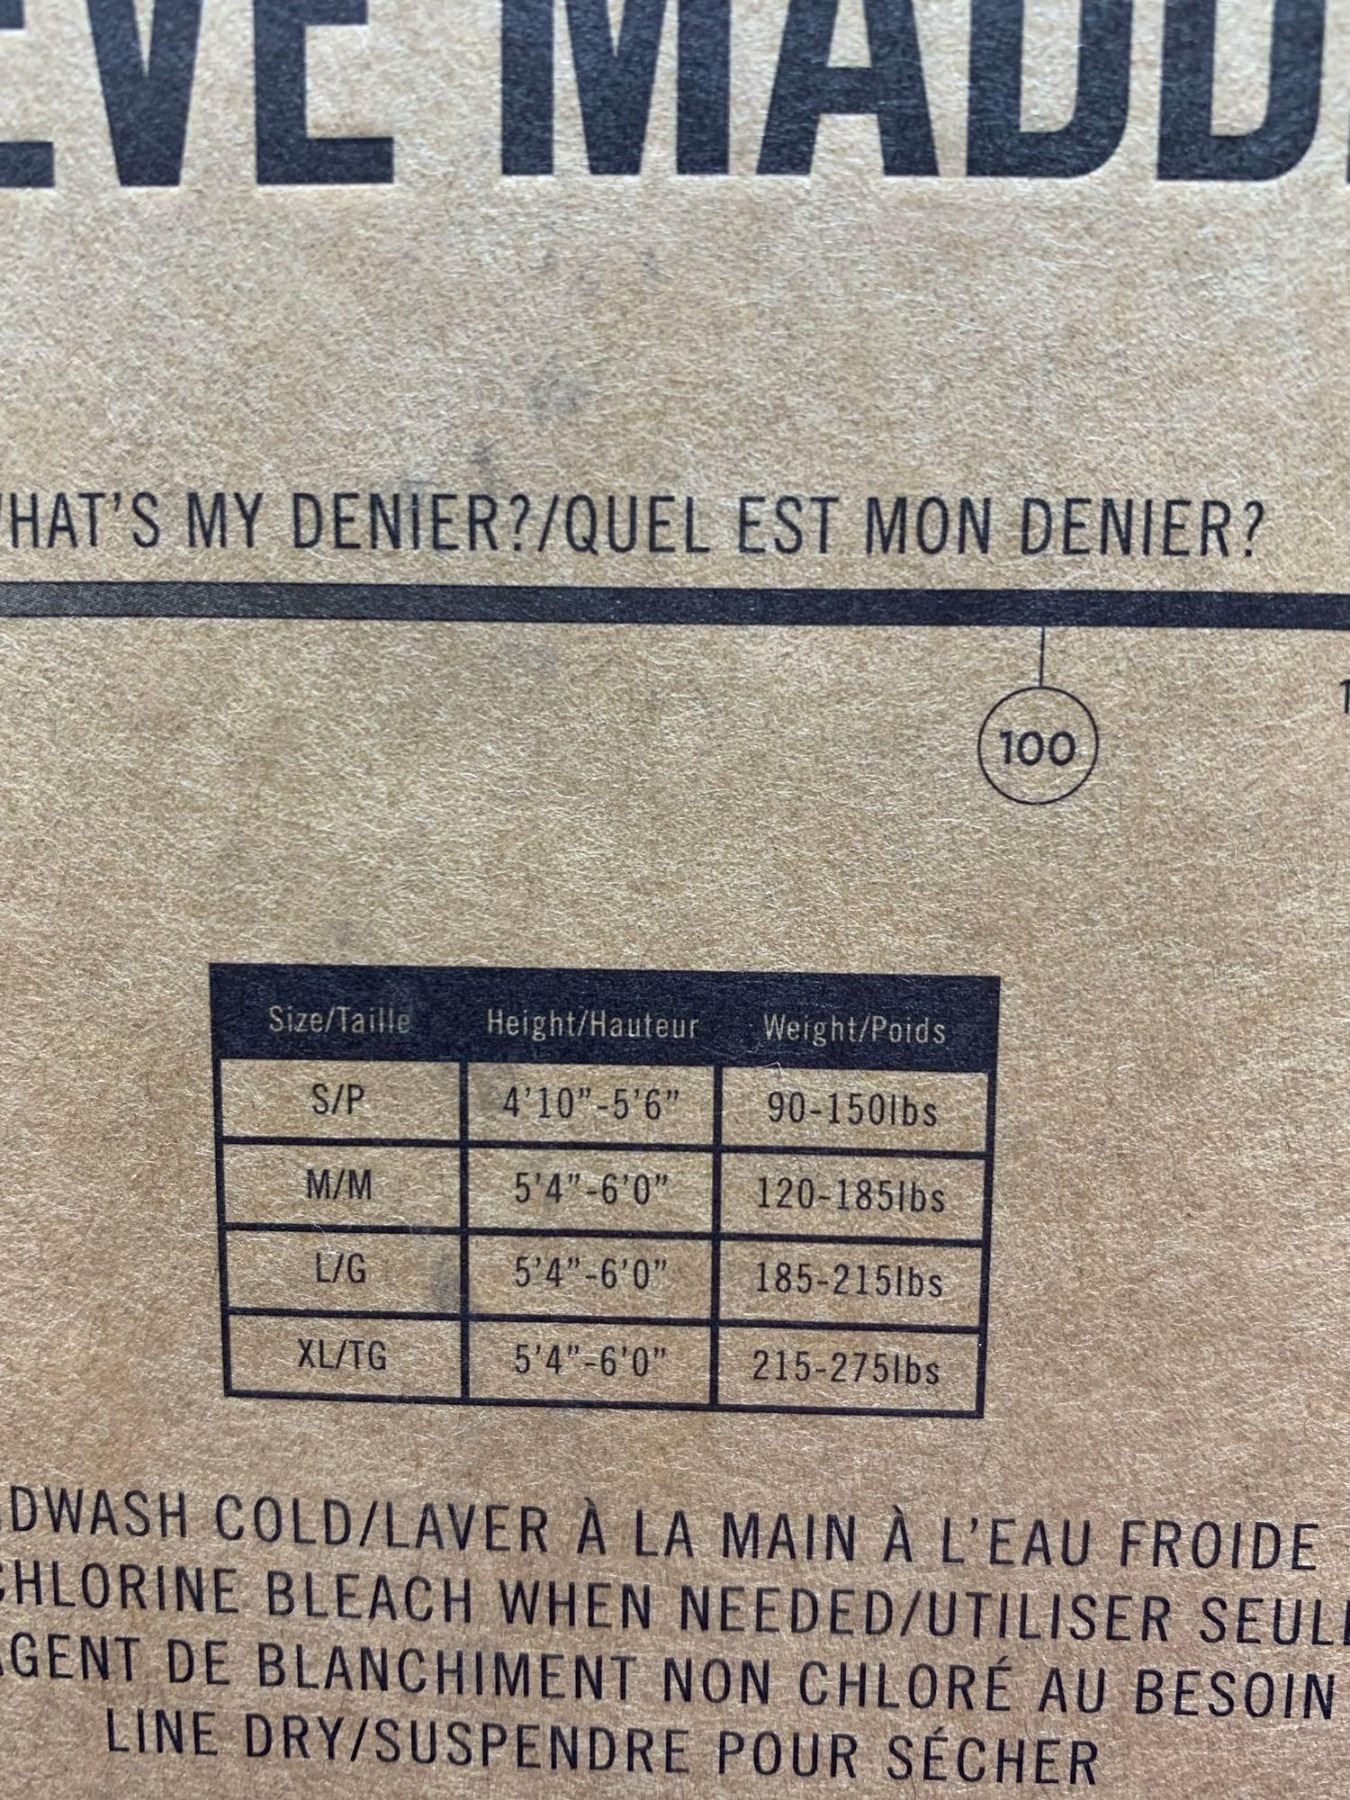 EVE MADD
HAT'S MY DENIER?/QUEL EST MON DENIER?
100
Size/Taille Height/Hauteur Weight/Poids
S/P 4'10"-5'6" 90-150lbs
M/M 5'4"-6'0" 120-185lbs
L/G 5'4"-6'0" 185-215lbs
XL/TG 5'4"-6'0" 215-275lbs
DWASH COLD/LAVER À LA MAIN À L'EAU FROIDE
CHLORINE BLEACH WHEN NEEDED/UTILISER SEUL
AGENT DE BLANCHIMENT NON CHLORÉ AU BESOIN
LINE DRY/SUSPENDRE POUR SÉCHER